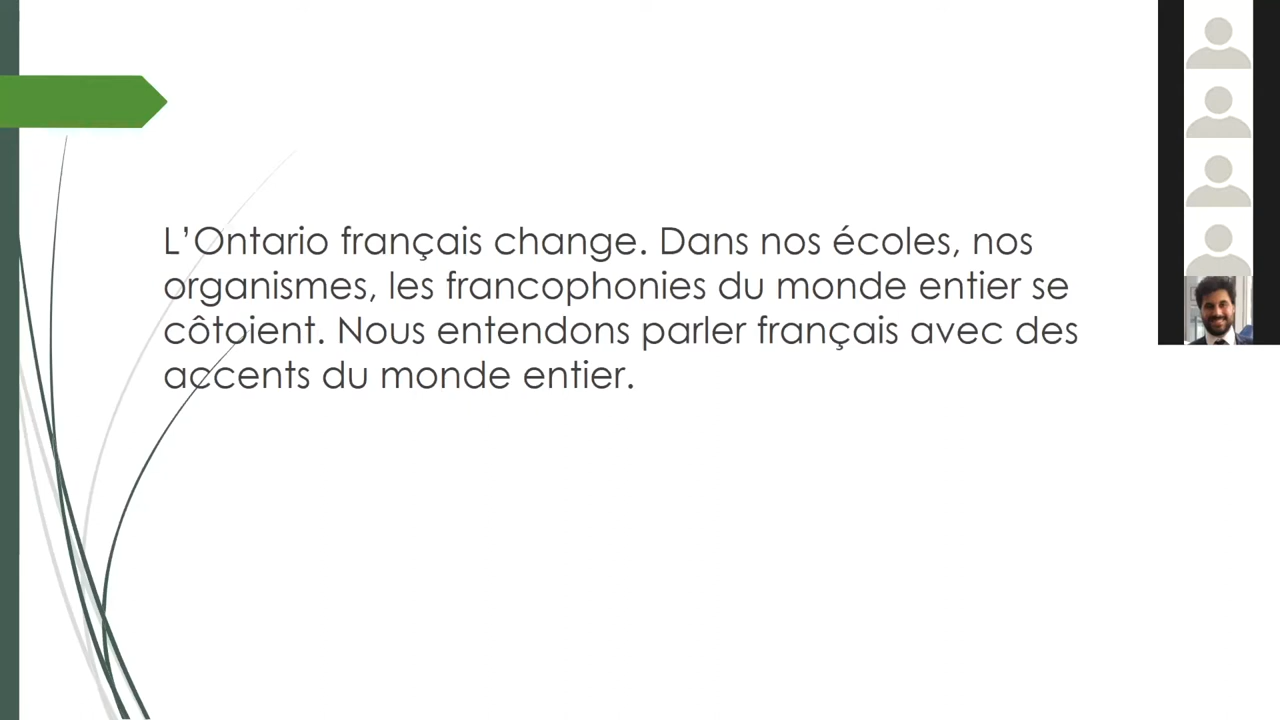 L’Ontario français change. Dans nos écoles, nos
organismes, les francophonies du monde entier se
côtoient. Nous entendons parler français avec des
accents du monde entier.